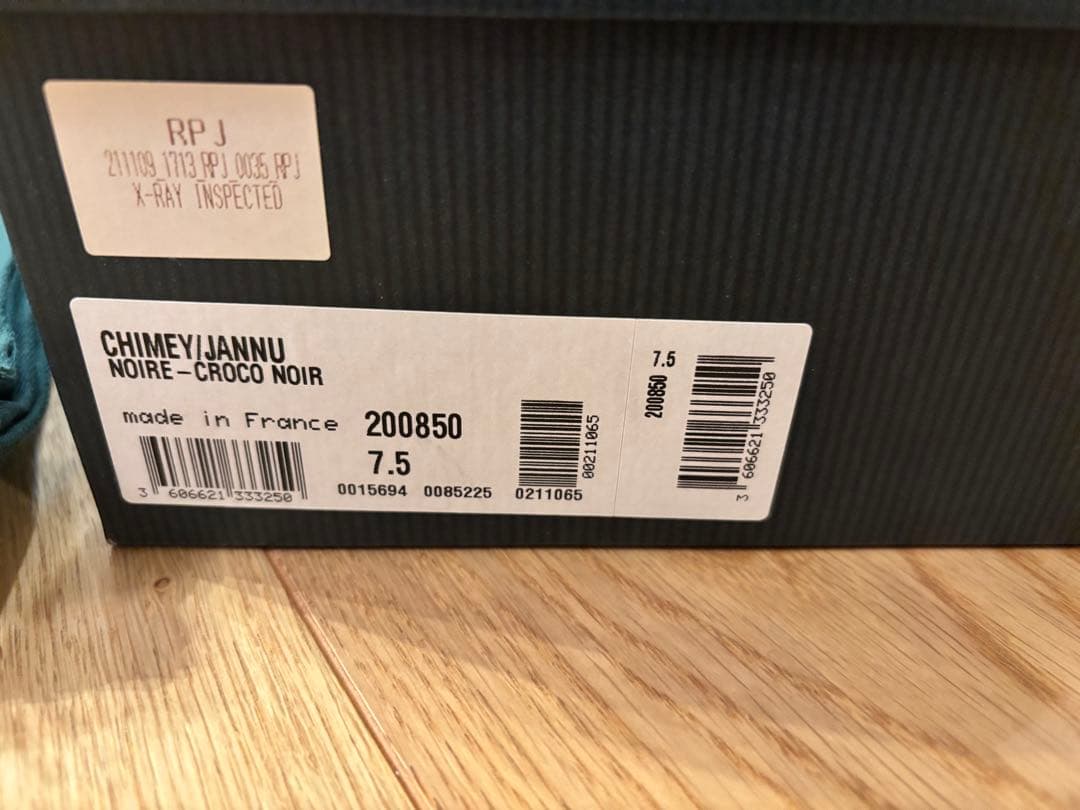 RPJ
211109_1713_RPJ_0035_RPJ
X-RAY INSPECTED
CHIMEY/JANNU
NOIRE-CROCO NOIR
made in France 200850
7.5
3 606621 333250
0015694 0085225 0211065
00211065
7.5
200850
3 606621 333250